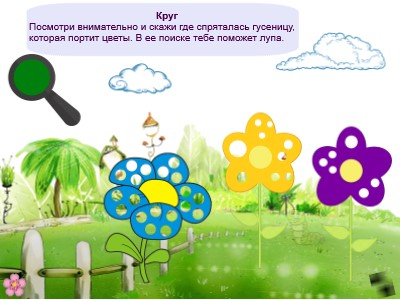 Круг
Посмотри внимательно и скажи где спряталась гусеницу,
которая портит цветы. В ее поиске тебе поможет лупа.